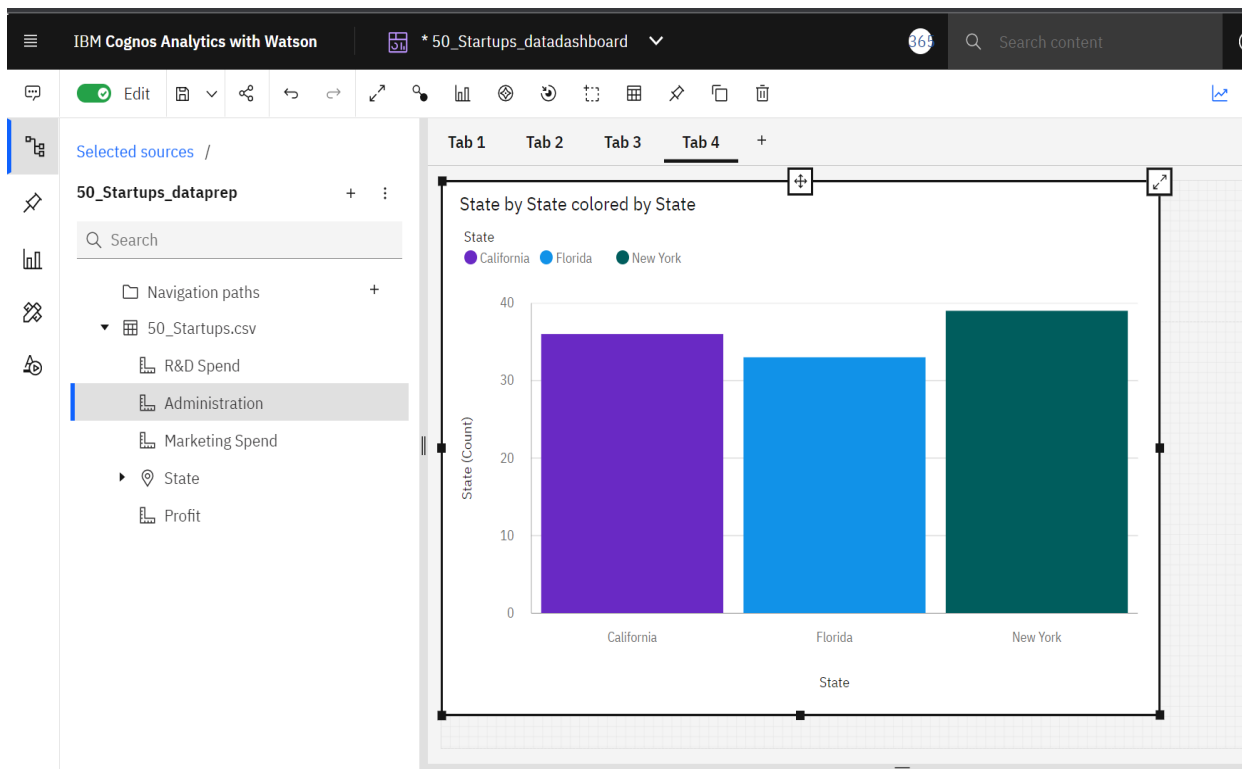 IBM Cognos Analytics with Watson
* 50_Startups_datadashboard
365
Search content
Edit
Selected sources /
50_Startups_dataprep
Search
Navigation paths
50_Startups.csv
R&D Spend
Administration
Marketing Spend
State
Profit
Tab 1 Tab 2 Tab 3 Tab 4 +
State by State colored by State
State
California Florida New York
State (Count)
40
30
20
10
0
California Florida New York
State